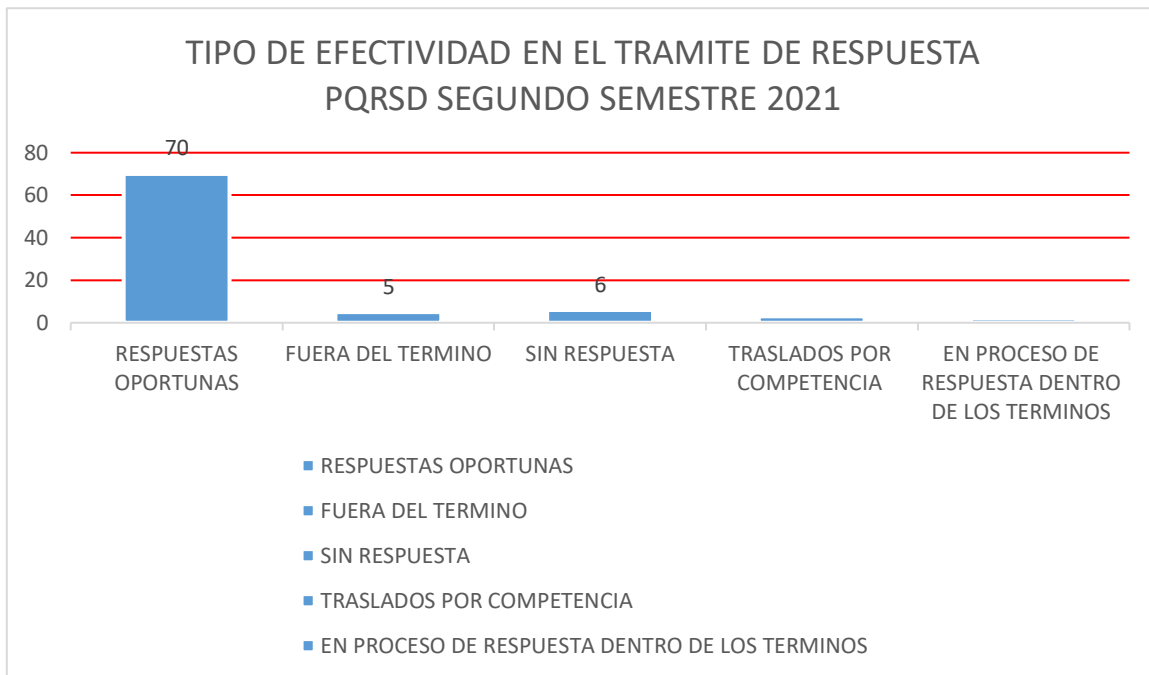 TIPO DE EFECTIVIDAD EN EL TRAMITE DE RESPUESTA
PQRSD SEGUNDO SEMESTRE 2021
80
60
40
20
0
70
5
6
RESPUESTAS
OPORTUNAS
FUERA DEL TERMINO
SIN RESPUESTA
TRASLADOS POR
COMPETENCIA
EN PROCESO DE
RESPUESTA DENTRO
DE LOS TERMINOS
RESPUESTAS OPORTUNAS
FUERA DEL TERMINO
SIN RESPUESTA
TRASLADOS POR COMPETENCIA
EN PROCESO DE RESPUESTA DENTRO DE LOS TERMINOS